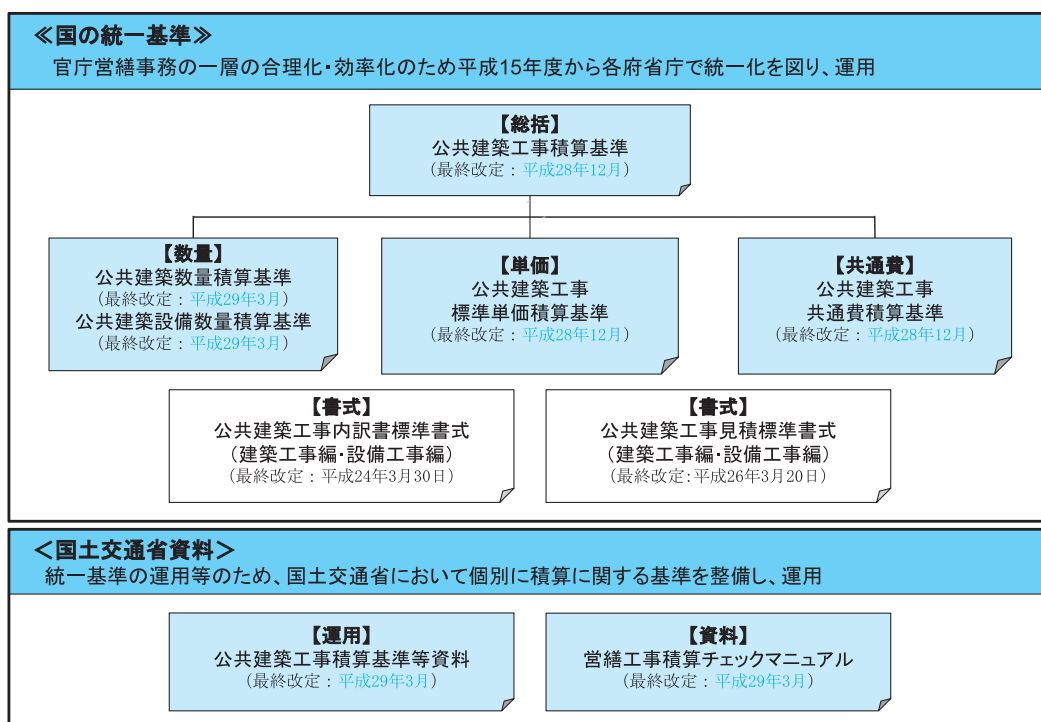 ≪国の統一基準≫
官庁営繕事務の一層の合理化・効率化のため平成15年度から各府省庁で統一化を図り、運用
【総括】
公共建築工事積算基準
（最終改定：平成28年12月）
【数量】
公共建築数量積算基準
（最終改定：平成29年3月）
公共建築設備数量積算基準
（最終改定：平成29年3月）
【単価】
公共建築工事
標準単価積算基準
（最終改定：平成28年12月）
【共通費】
公共建築工事
共通費積算基準
（最終改定：平成28年12月）
【書式】
公共建築工事内訳書標準書式
（建築工事編・設備工事編）
（最終改定：平成24年3月30日）
【書式】
公共建築工事見積標準書式
（建築工事編・設備工事編）
（最終改定：平成26年3月20日）
＜国土交通省資料＞
統一基準の運用等のため、国土交通省において個別に積算に関する基準を整備し、運用
【運用】
公共建築工事積算基準等資料
（最終改定：平成29年3月）
【資料】
営繕工事積算チェックマニュアル
（最終改定：平成29年3月）